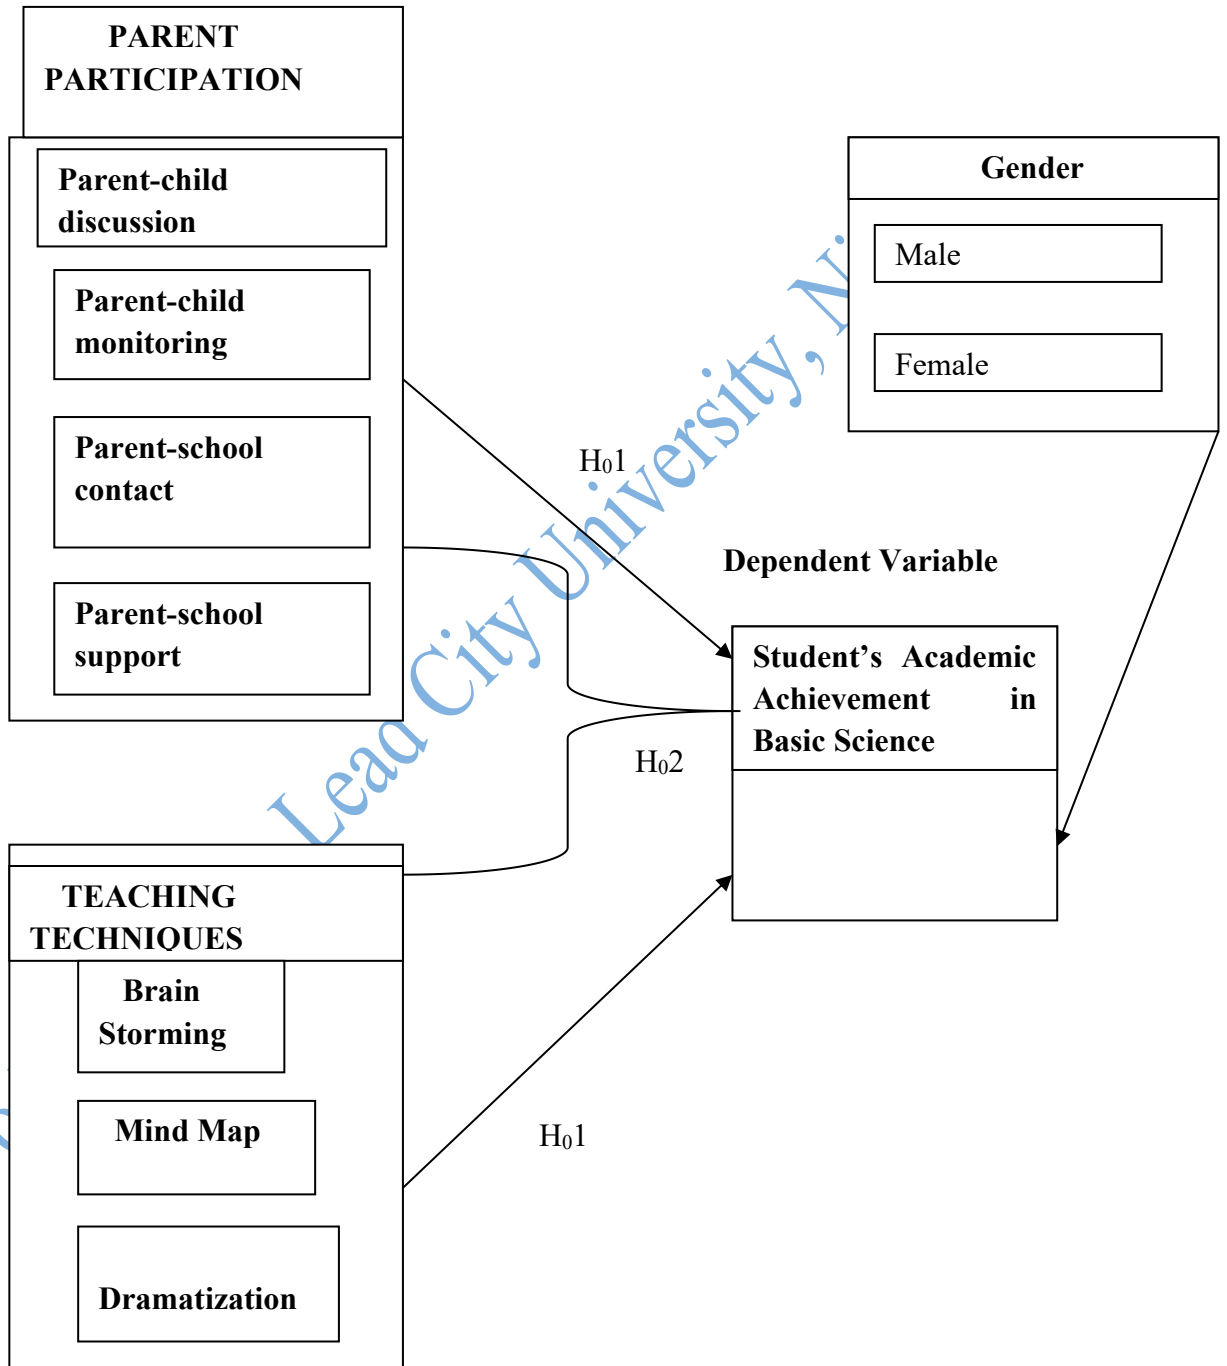 PARENT
PARTICIPATION
Parent-child
discussion
Parent-child
monitoring
Parent-school
contact
Parent-school
support
Gender
Male
Female
H₀1
Dependent Variable
Student’s Academic
Achievement in
Basic Science
H₀2
TEACHING
TECHNIQUES
Brain
Storming
Mind Map
Dramatization
H₀1
Lead City University,